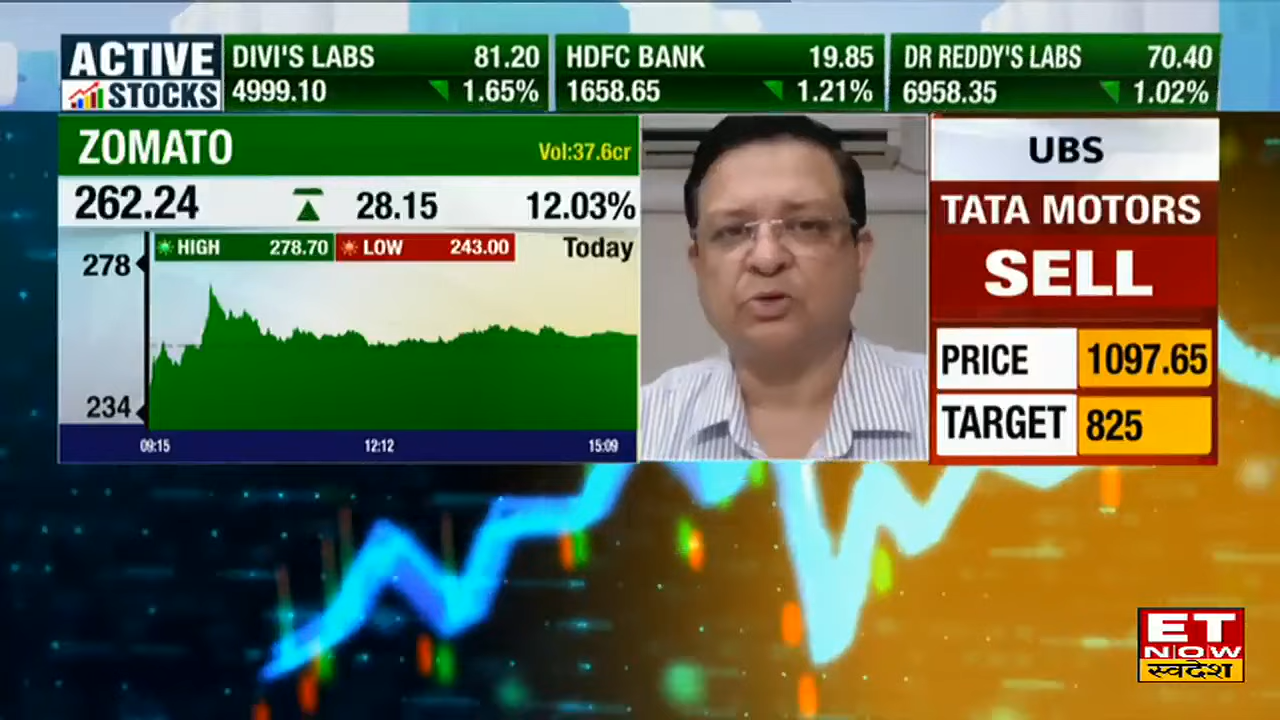 ACTIVE STOCKS
DIVI'S LABS 81.20
4999.10 1.65%
HDFC BANK 19.85
1658.65 1.21%
DR REDDY'S LABS 70.40
6958.35 1.02%
ZOMATO Vol:37.6cr
262.24 28.15 12.03%
HIGH 278.70 LOW 243.00 Today
278
234
09:15 12:12 15:09
UBS
TATA MOTORS
SELL
PRICE 1097.65
TARGET 825
ET
NOW
स्वदेश